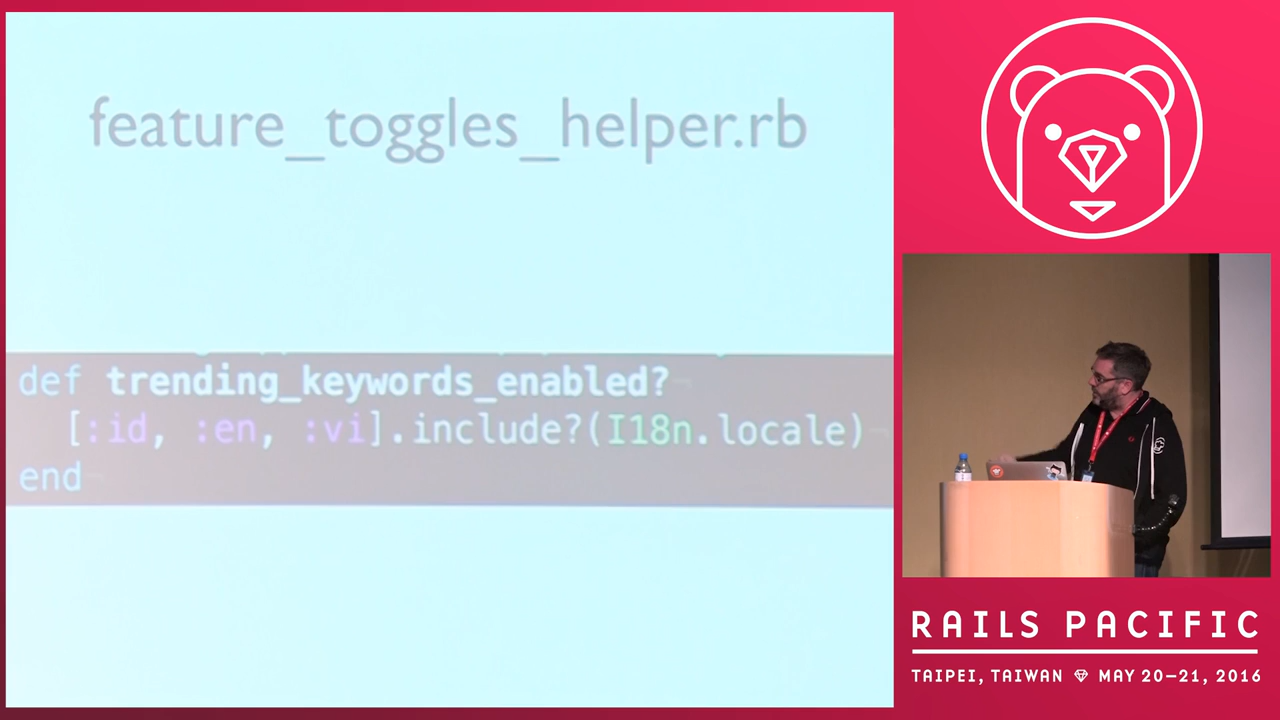 feature_toggles_helper.rb
def trending_keywords_enabled?
[:id, :en, :vi].include?(I18n.locale)
end
RAILS PACIFIC
TAIPEI, TAIWAN MAY 20–21, 2016